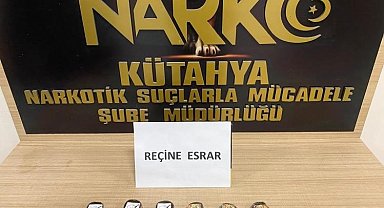 NARKO
KÜTAHYA
NARKOTİK SUÇLARLA MÜCADELE
ŞUBE MÜDÜRLÜĞÜ
REÇİNE ESRAR